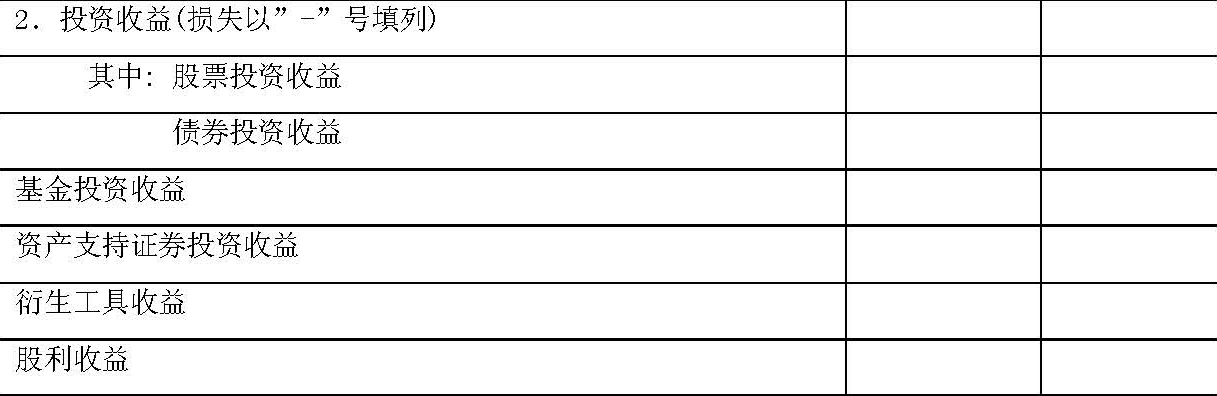 2. 投资收益(损失以”-”号填列)
其中: 股票投资收益
债券投资收益
基金投资收益
资产支持证券投资收益
衍生工具收益
股利收益